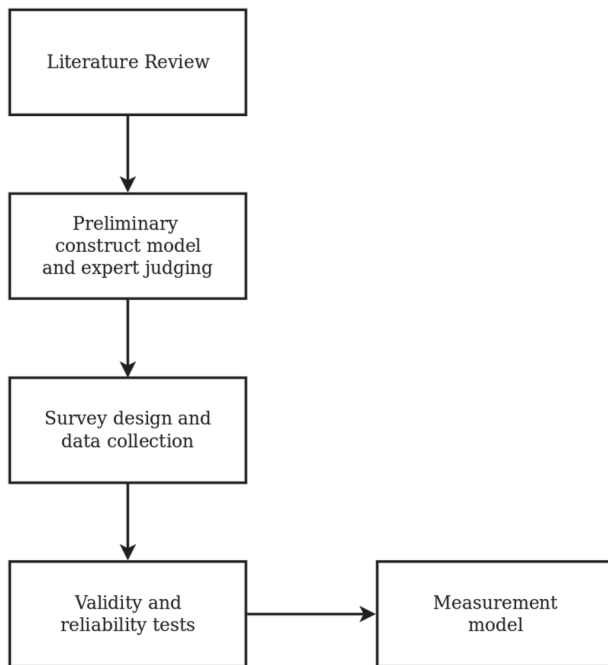 Literature Review
Preliminary
construct model
and expert judging
Survey design and
data collection
Validity and
reliability tests
Measurement
model